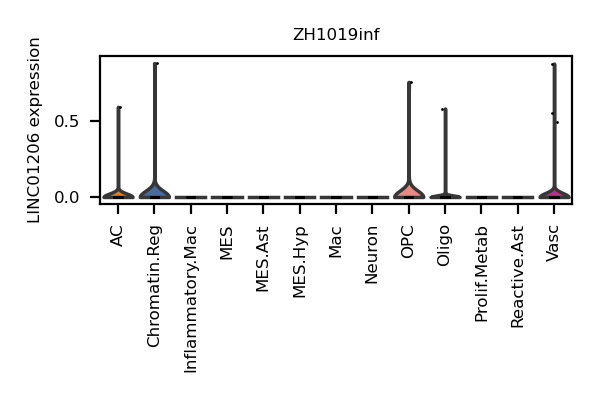 ZH1019inf
LINC01206 expression
0.5
0.0
AC
Chromatin.Reg
Inflammatory.Mac
MES
MES.Ast
MES.Hyp
Mac
Neuron
OPC
Oligo
Prolif.Metab
Reactive.Ast
Vasc